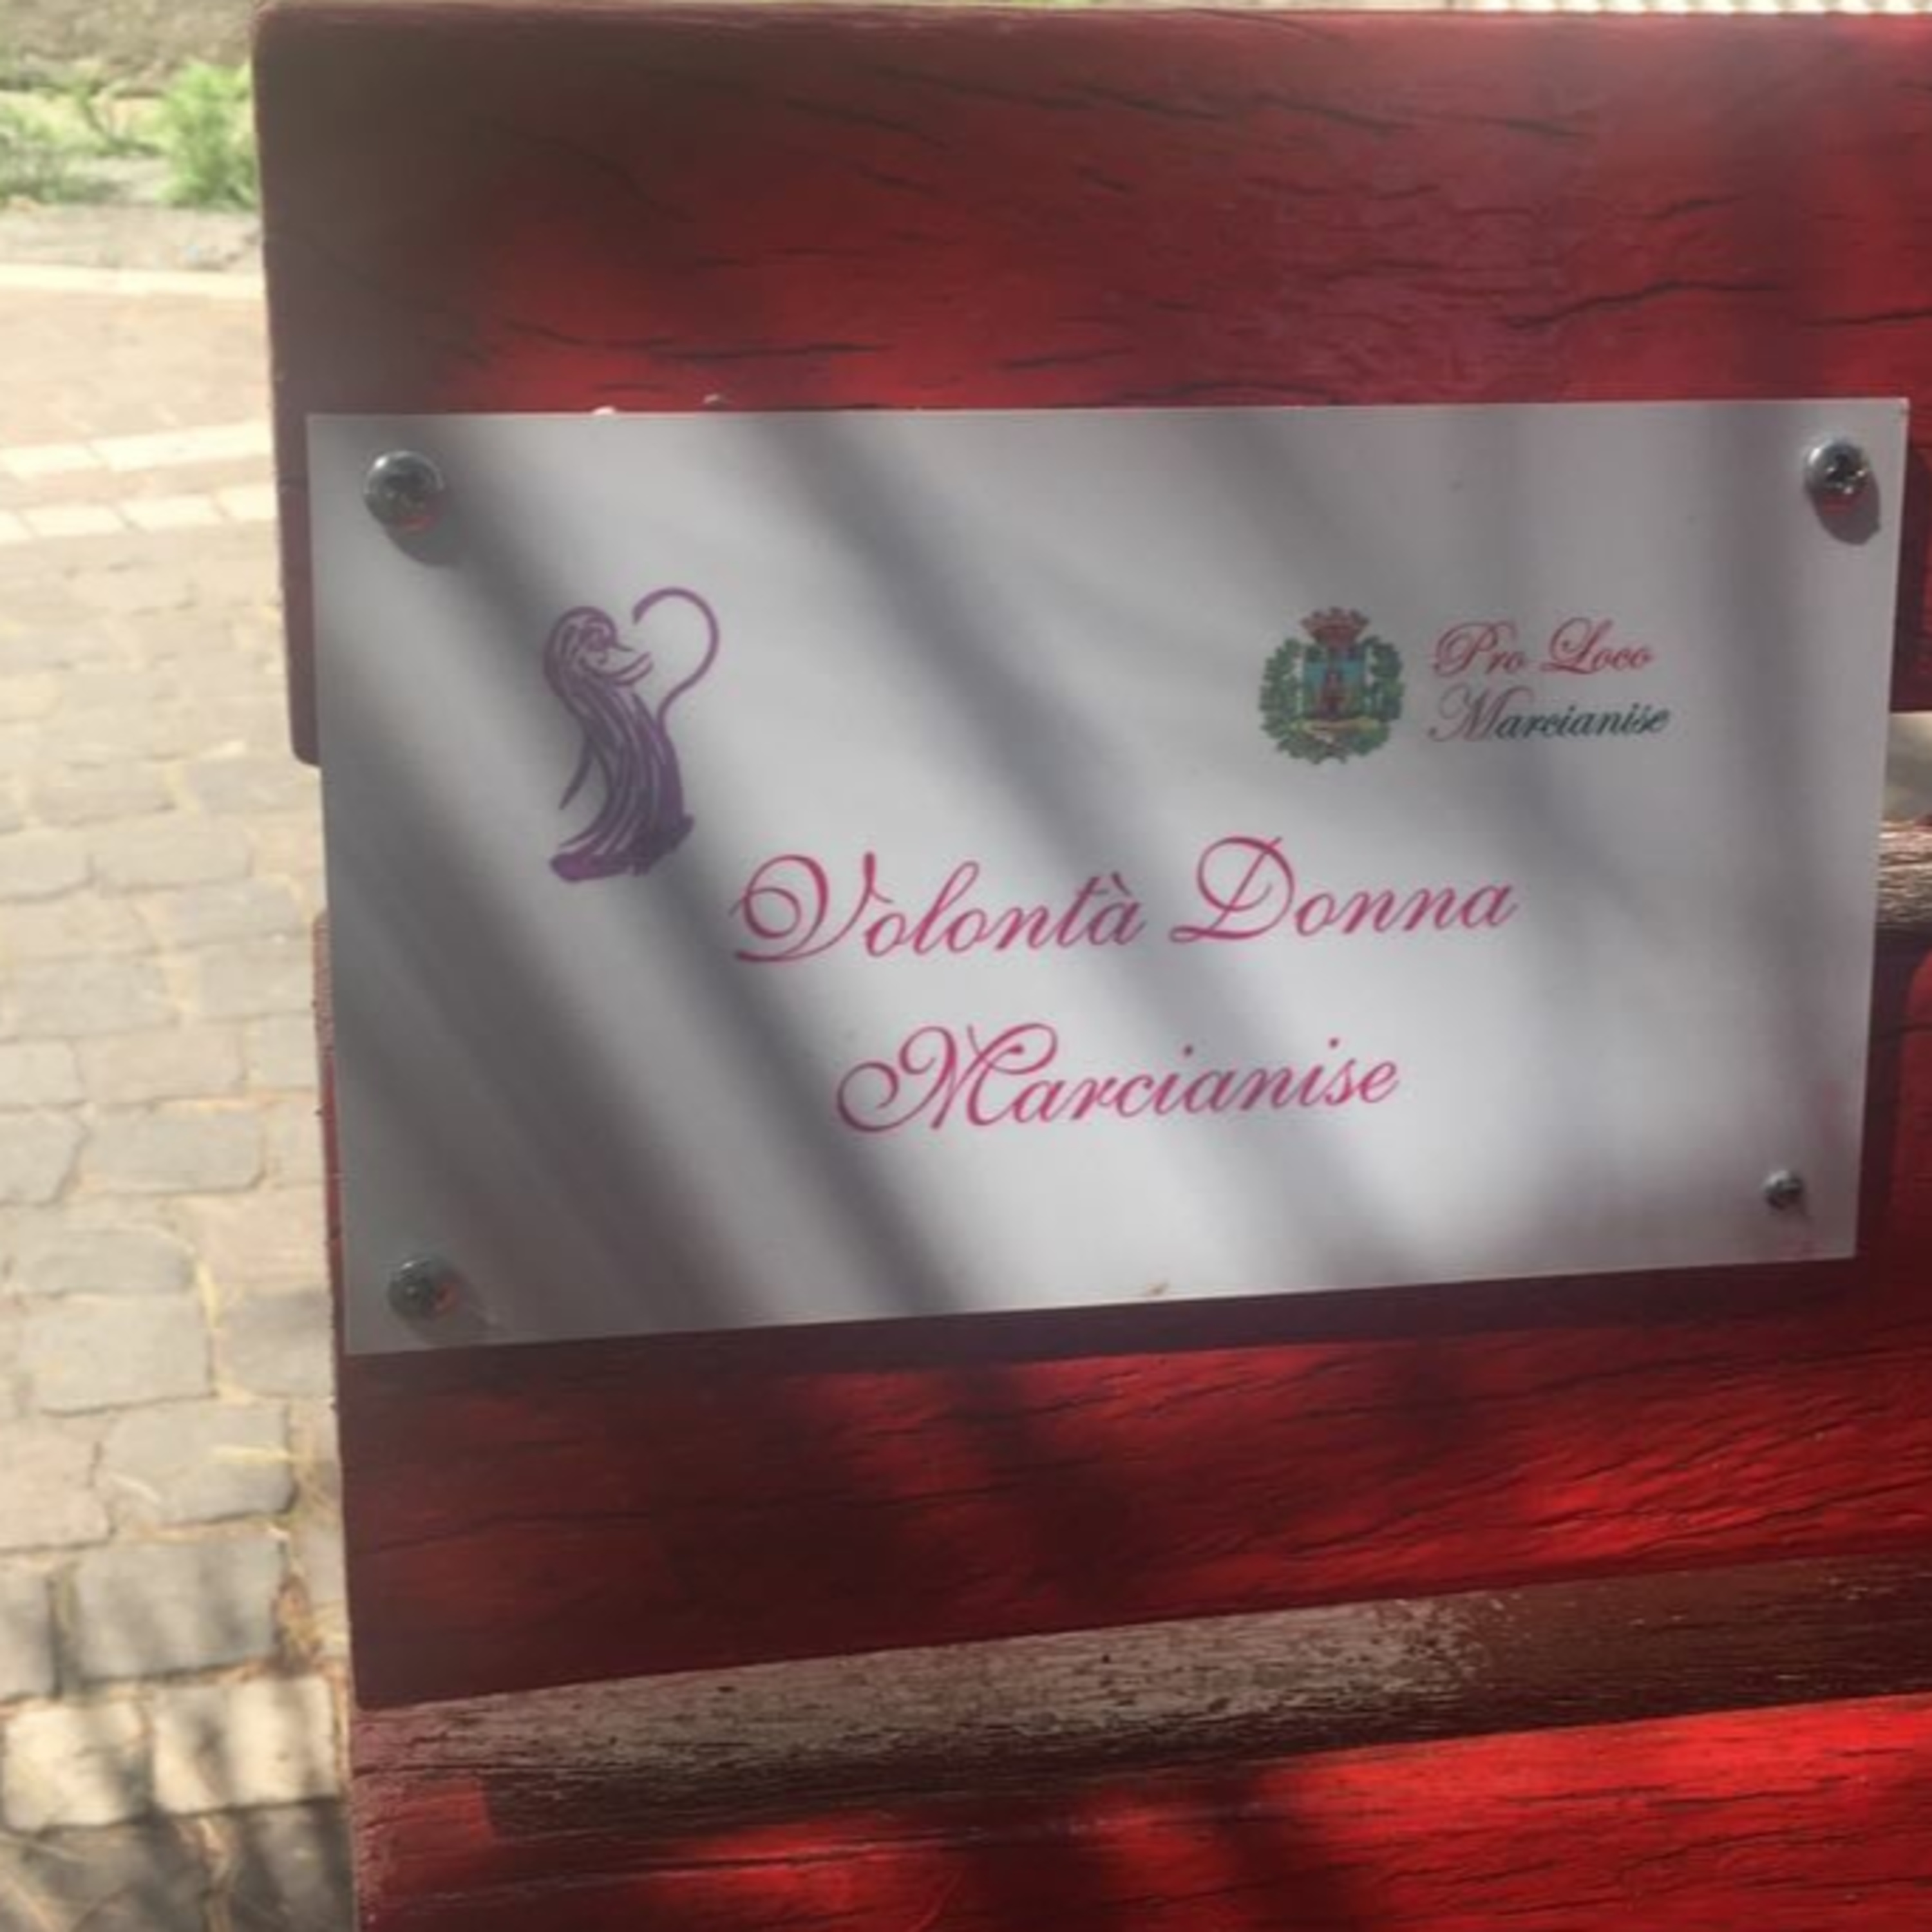 Pro Loco
Marcianise
Volontà Donna
Marcianise